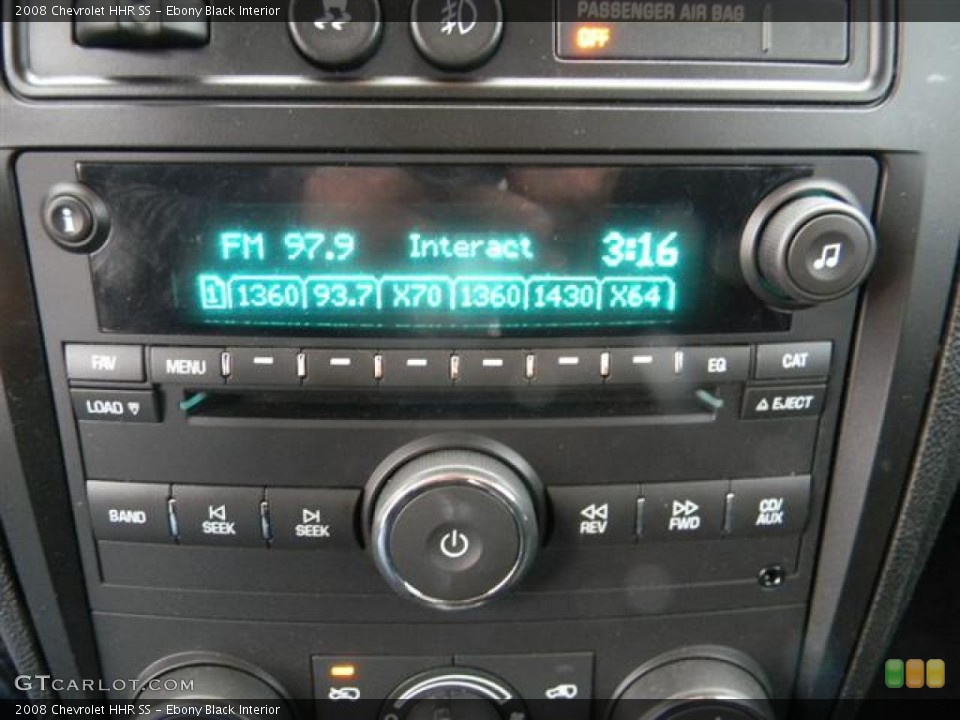 2008 Chevrolet HHR SS - Ebony Black Interior
PASSENGER AIR BAG
OFF
i
FM 97.9 Interact 3:16
1 1360 93.7 X70 1360 1430 X64
FAV MENU EQ CAT
LOAD EJECT
BAND SEEK SEEK REV FWD CD/AUX
GTCARLOT.COM
2008 Chevrolet HHR SS - Ebony Black Interior